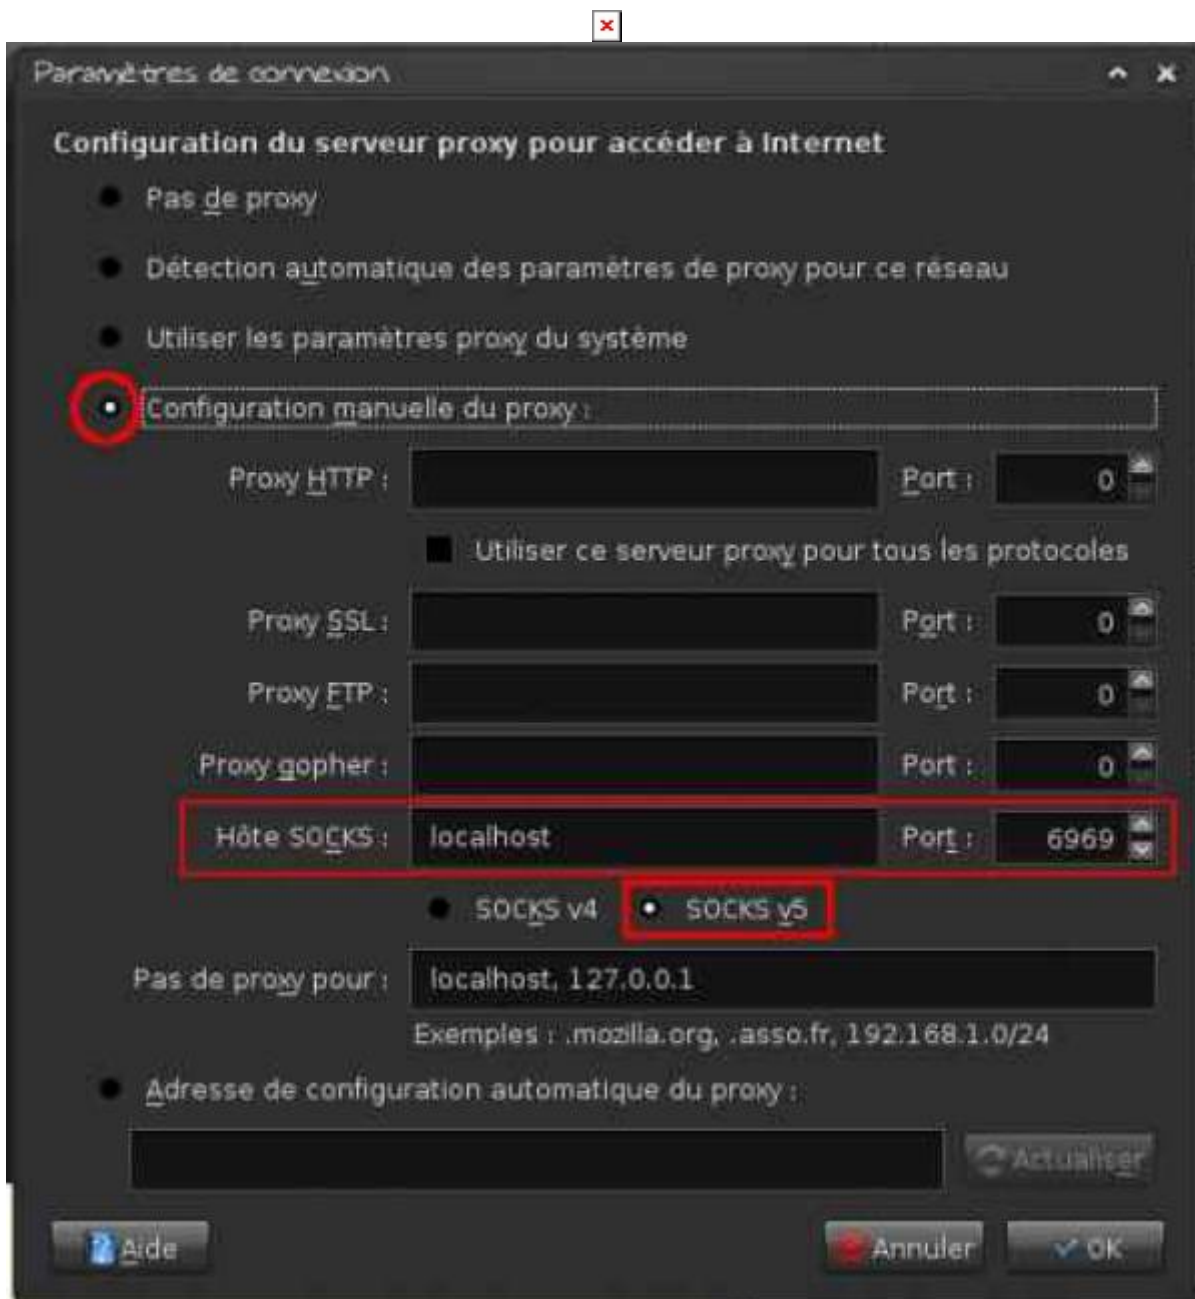 Paramètres de connexion
Configuration du serveur proxy pour accéder à Internet
Pas de proxy
Détection automatique des paramètres de proxy pour ce réseau
Utiliser les paramètres proxy du système
Configuration manuelle du proxy :
Proxy HTTP : Port : 0
Utiliser ce serveur proxy pour tous les protocoles
Proxy SSL : Port : 0
Proxy FTP : Port : 0
Proxy gopher : Port : 0
Hôte SOCKS : localhost Port : 6969
SOCKS v4 SOCKS v5
Pas de proxy pour : localhost, 127.0.0.1
Exemples : .mozilla.org, .asso.fr, 192.168.1.0/24
Adresse de configuration automatique du proxy :
Actualiser
Aide Annuler OK